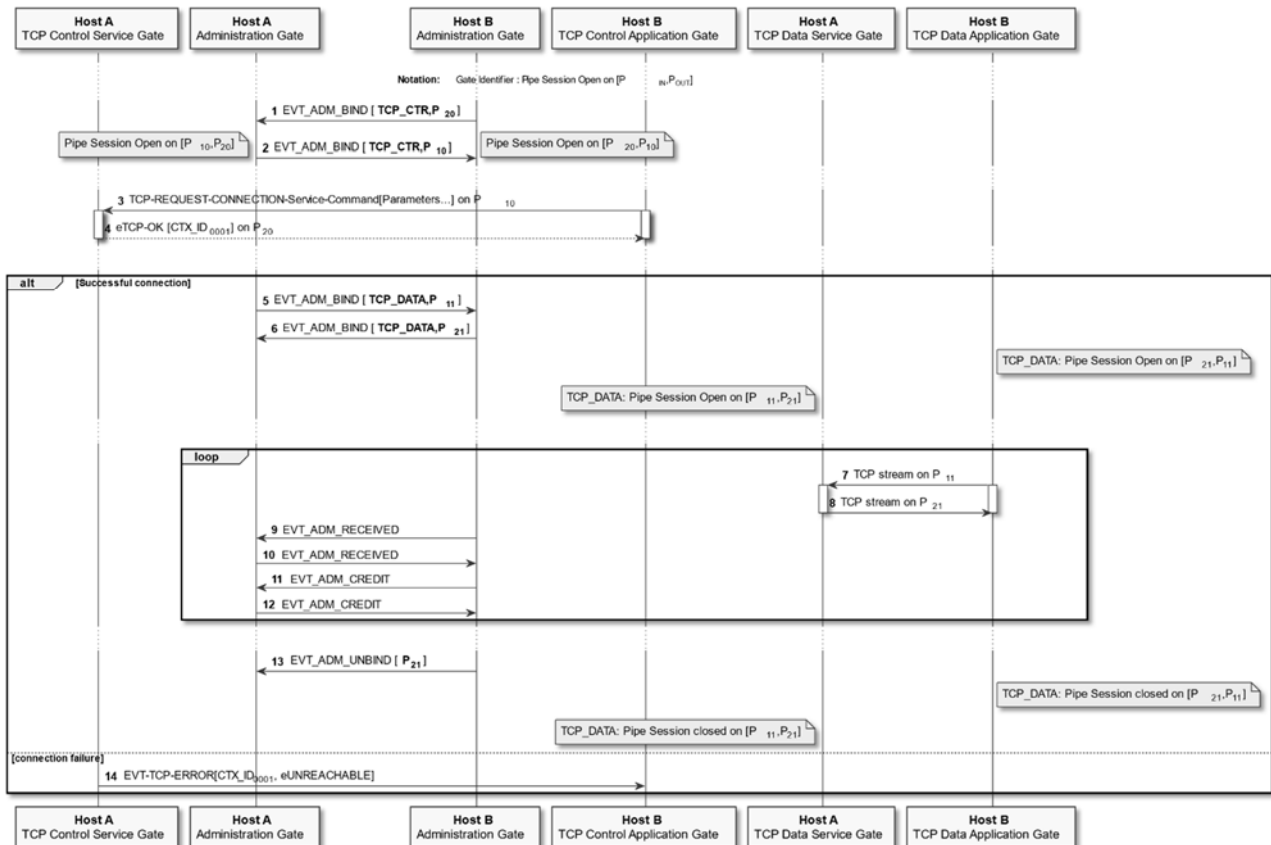 Host A
TCP Control Service Gate
Host A
Administration Gate
Host B
Administration Gate
Host B
TCP Control Application Gate
Host A
TCP Data Service Gate
Host B
TCP Data Application Gate
Notation: Gate Identifier : Pipe Session Open on [P IN,POUT]
1 EVT_ADM_BIND [ TCP_CTR,P 20]
Pipe Session Open on [P 10,P20]
2 EVT_ADM_BIND [ TCP_CTR,P 10]
Pipe Session Open on [P 20,P10]
3 TCP-REQUEST-CONNECTION-Service-Command[Parameters...] on P 10
4 eTCP-OK [CTX_ID0001] on P20
alt [Successful connection]
5 EVT_ADM_BIND [ TCP_DATA,P 11]
6 EVT_ADM_BIND [ TCP_DATA,P 21]
TCP_DATA: Pipe Session Open on [P 21,P11]
TCP_DATA: Pipe Session Open on [P 11,P21]
loop
7 TCP stream on P 11
8 TCP stream on P 21
9 EVT_ADM_RECEIVED
10 EVT_ADM_RECEIVED
11 EVT_ADM_CREDIT
12 EVT_ADM_CREDIT
13 EVT_ADM_UNBIND [ P21]
TCP_DATA: Pipe Session closed on [P 21,P11]
TCP_DATA: Pipe Session closed on [P 11,P21]
[connection failure]
14 EVT-TCP-ERROR[CTX_ID0001, eUNREACHABLE]
Host A
TCP Control Service Gate
Host A
Administration Gate
Host B
Administration Gate
Host B
TCP Control Application Gate
Host A
TCP Data Service Gate
Host B
TCP Data Application Gate